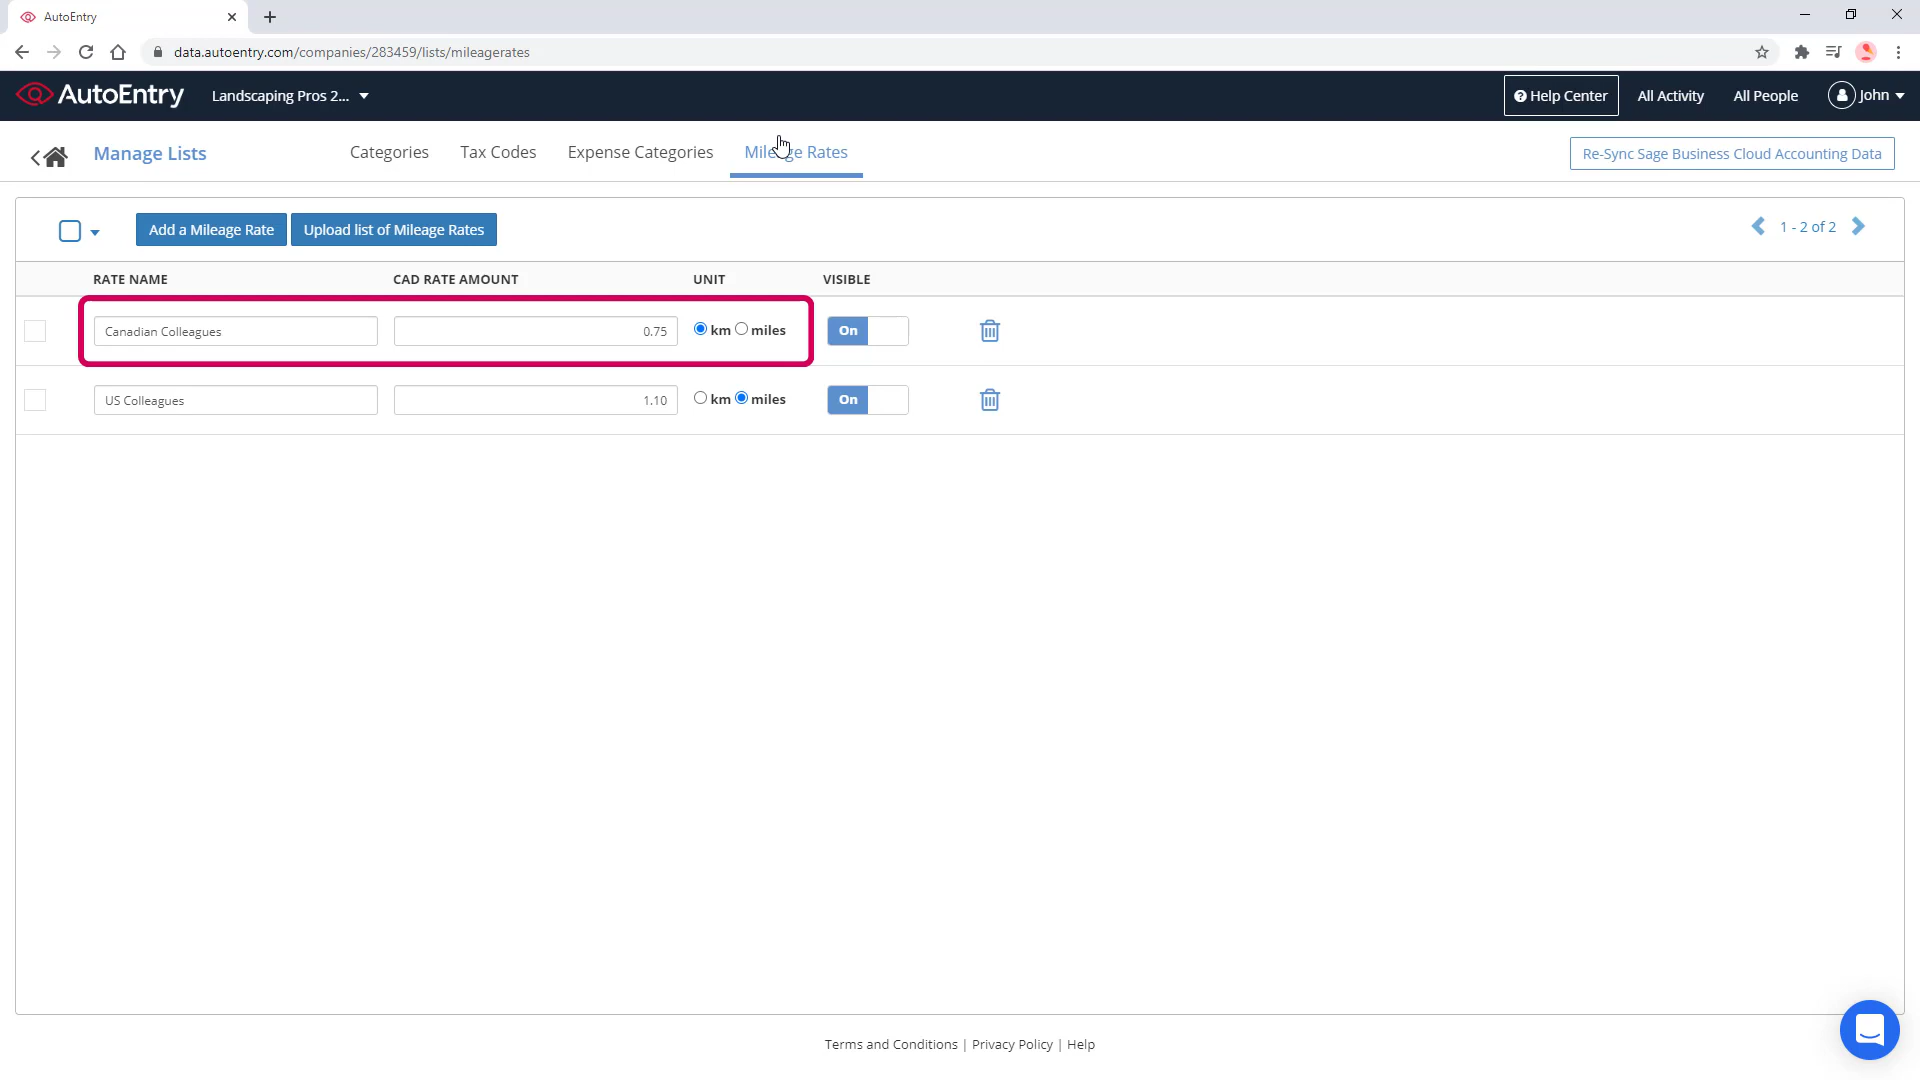 AutoEntry
data.autoentry.com/companies/283459/lists/mileagerates
AutoEntry
Landscaping Pros 2...
Help Center
All Activity
All People
John
Manage Lists
Categories
Tax Codes
Expense Categories
Mileage Rates
Re-Sync Sage Business Cloud Accounting Data
Add a Mileage Rate
Upload list of Mileage Rates
1 - 2 of 2
RATE NAME
CAD RATE AMOUNT
UNIT
VISIBLE
Canadian Colleagues
0.75
km
miles
On
US Colleagues
1.10
km
miles
On
Terms and Conditions | Privacy Policy | Help